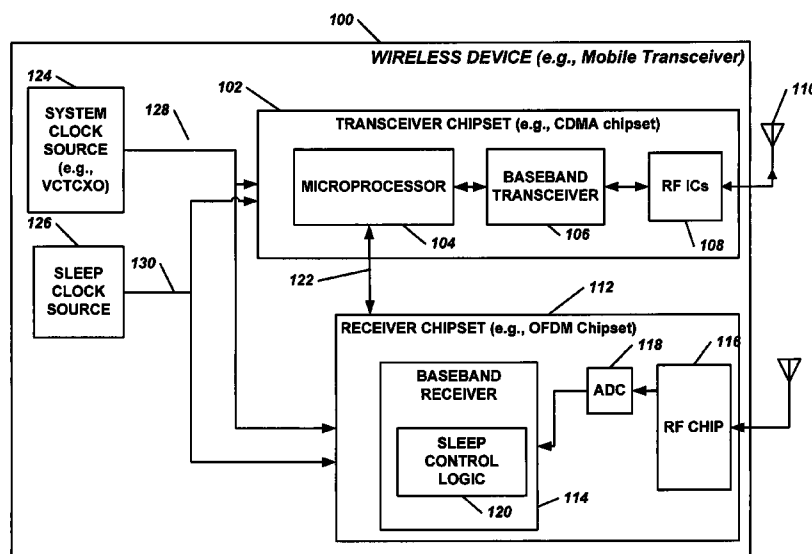 100
WIRELESS DEVICE (e.g., Mobile Transceiver)
124
SYSTEM
CLOCK
SOURCE
(e.g.,
VCTCXO)
128
102
TRANSCEIVER CHIPSET (e.g., CDMA chipset)
110
MICROPROCESSOR
104
BASEBAND
TRANSCEIVER
106
RF ICs
108
126
SLEEP
CLOCK
SOURCE
130
122
112
RECEIVER CHIPSET (e.g., OFDM Chipset)
BASEBAND
RECEIVER
SLEEP
CONTROL
LOGIC
120
114
118
ADC
116
RF CHIP